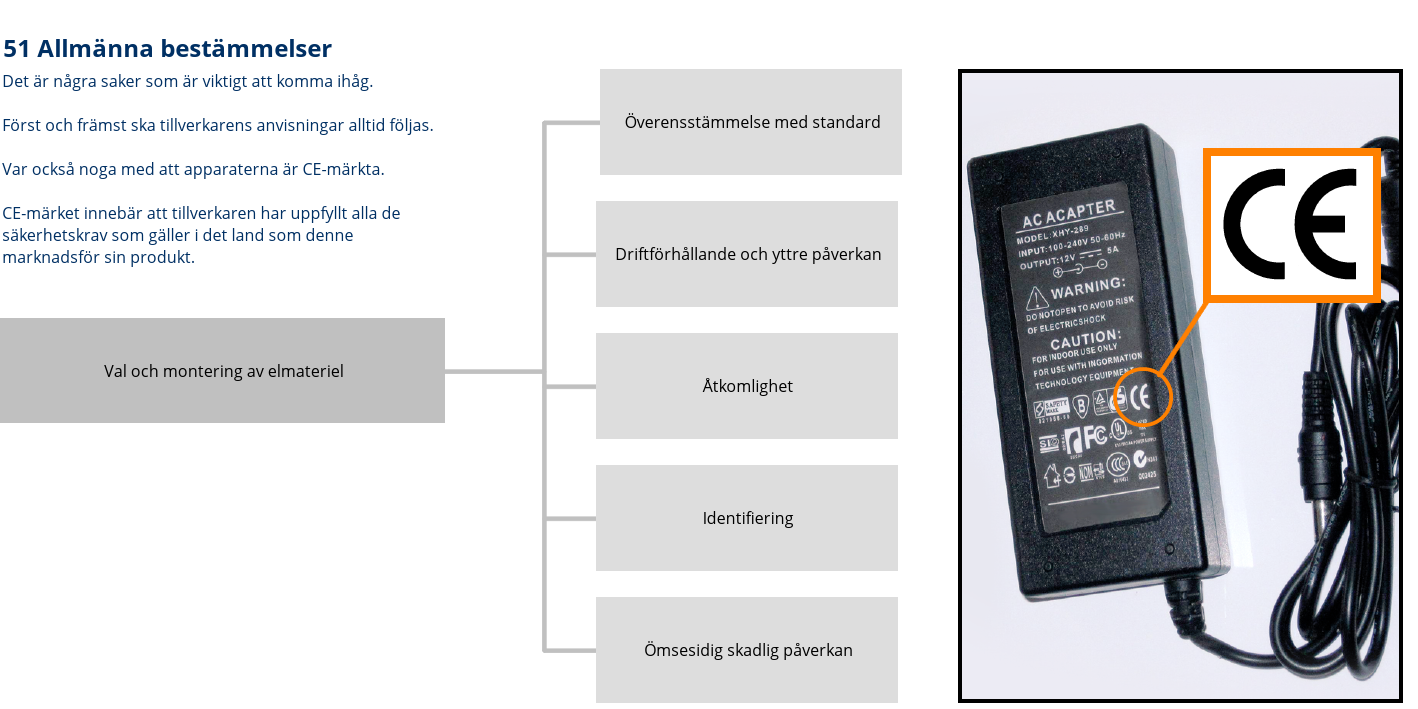 51 Allmänna bestämmelser
Det är några saker som är viktigt att komma ihåg.
Först och främst ska tillverkarens anvisningar alltid följas.
Var också noga med att apparaterna är CE-märkta.
CE-märket innebär att tillverkaren har uppfyllt alla de
säkerhetskrav som gäller i det land som denne
marknadsför sin produkt.
Val och montering av elmateriel
Överensstämmelse med standard
Driftförhållande och yttre påverkan
Åtkomlighet
Identifiering
Ömsesidig skadlig påverkan
CE
AC ACAPTER
MODEL:XHY-289
INPUT:100-240V 50-60Hz
OUTPUT:12V 5A
WARNING:
DO NOTOPEN TO AVOID RISK
OF ELECTRICSHOCK
CAUTION:
FOR INDOOR USE ONLY
FOR USE WITH INGORMATION
TECHNOLOGY EQUIPMENT
SAFETY
B
CE
FC
UL
NOM
CCC